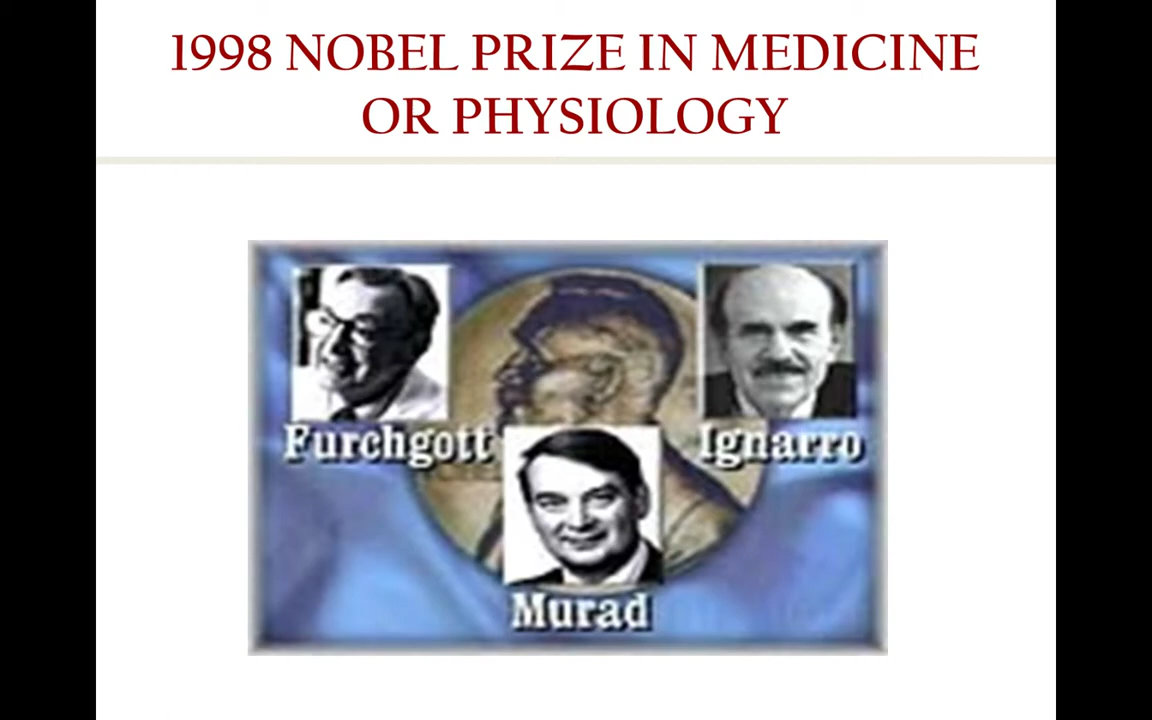 1998 NOBEL PRIZE IN MEDICINE
OR PHYSIOLOGY
Furchgott
Ignarro
Murad